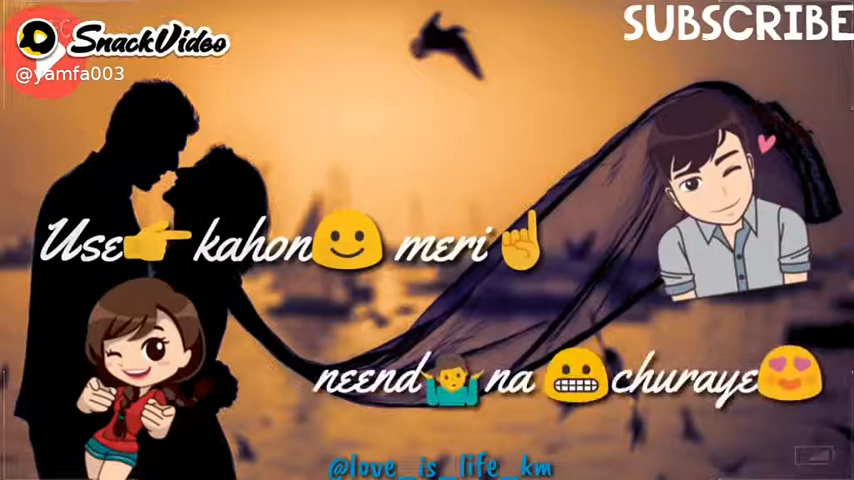 SnackVideo
@yamfa003
SUBSCRIBE
Use👉 kahon🙂 meri☝
neend🤷‍♂️ na 😬 churaye😍
@love_is_life_km